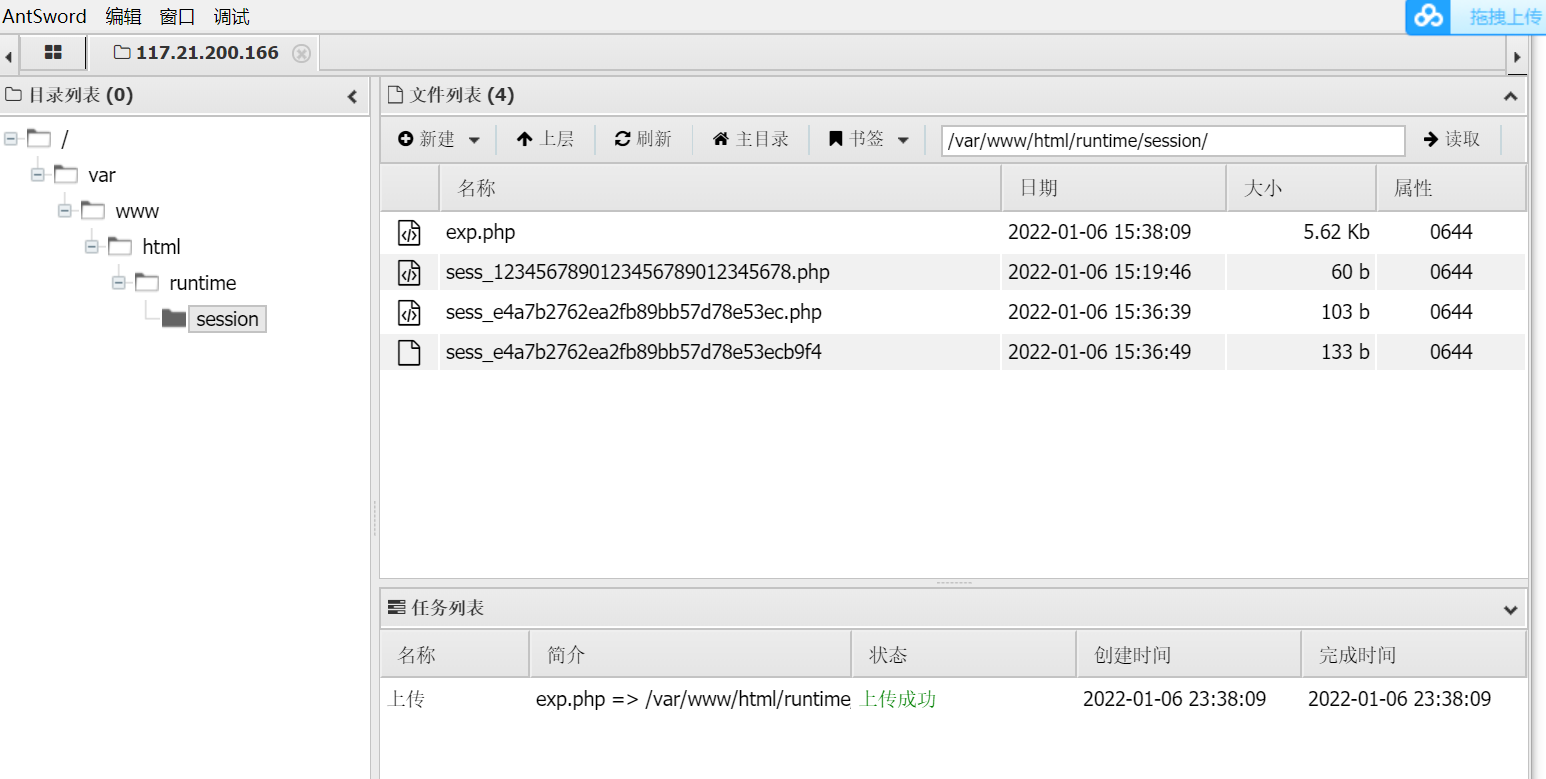 AntSword 编辑 窗口 调试 拖拽上传
117.21.200.166
目录列表 (0)
/
var
www
html
runtime
session
文件列表 (4)
新建 上层 刷新 主目录 书签 /var/www/html/runtime/session/ 读取
名称 日期 大小 属性
exp.php 2022-01-06 15:38:09 5.62 Kb 0644
sess_1234567890123456789012345678.php 2022-01-06 15:19:46 60 b 0644
sess_e4a7b2762ea2fb89bb57d78e53ec.php 2022-01-06 15:36:39 103 b 0644
sess_e4a7b2762ea2fb89bb57d78e53ecb9f4 2022-01-06 15:36:49 133 b 0644
任务列表
名称 简介 状态 创建时间 完成时间
上传 exp.php => /var/www/html/runtime 上传成功 2022-01-06 23:38:09 2022-01-06 23:38:09